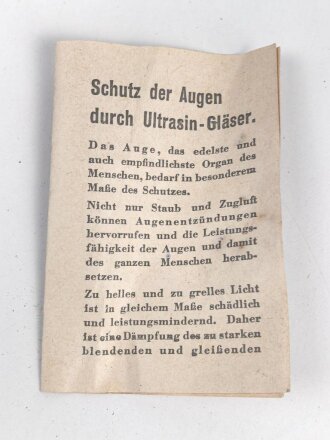 Schutz der Augen
durch Ultrasin-Gläser.
Das Auge, das edelste und
auch empfindlichste Organ des
Menschen, bedarf in besonderem
Maße des Schutzes.
Nicht nur Staub und Zugluft
können Augenentzündungen
hervorrufen und die Leistungs-
fähigkeit der Augen und damit
des ganzen Menschen herab-
setzen.
Zu helles und zu grelles Licht
ist in gleichem Maße schädlich
und leistungsmindernd. Daher
ist eine Dämpfung des zu starken
blendenden und gleißenden